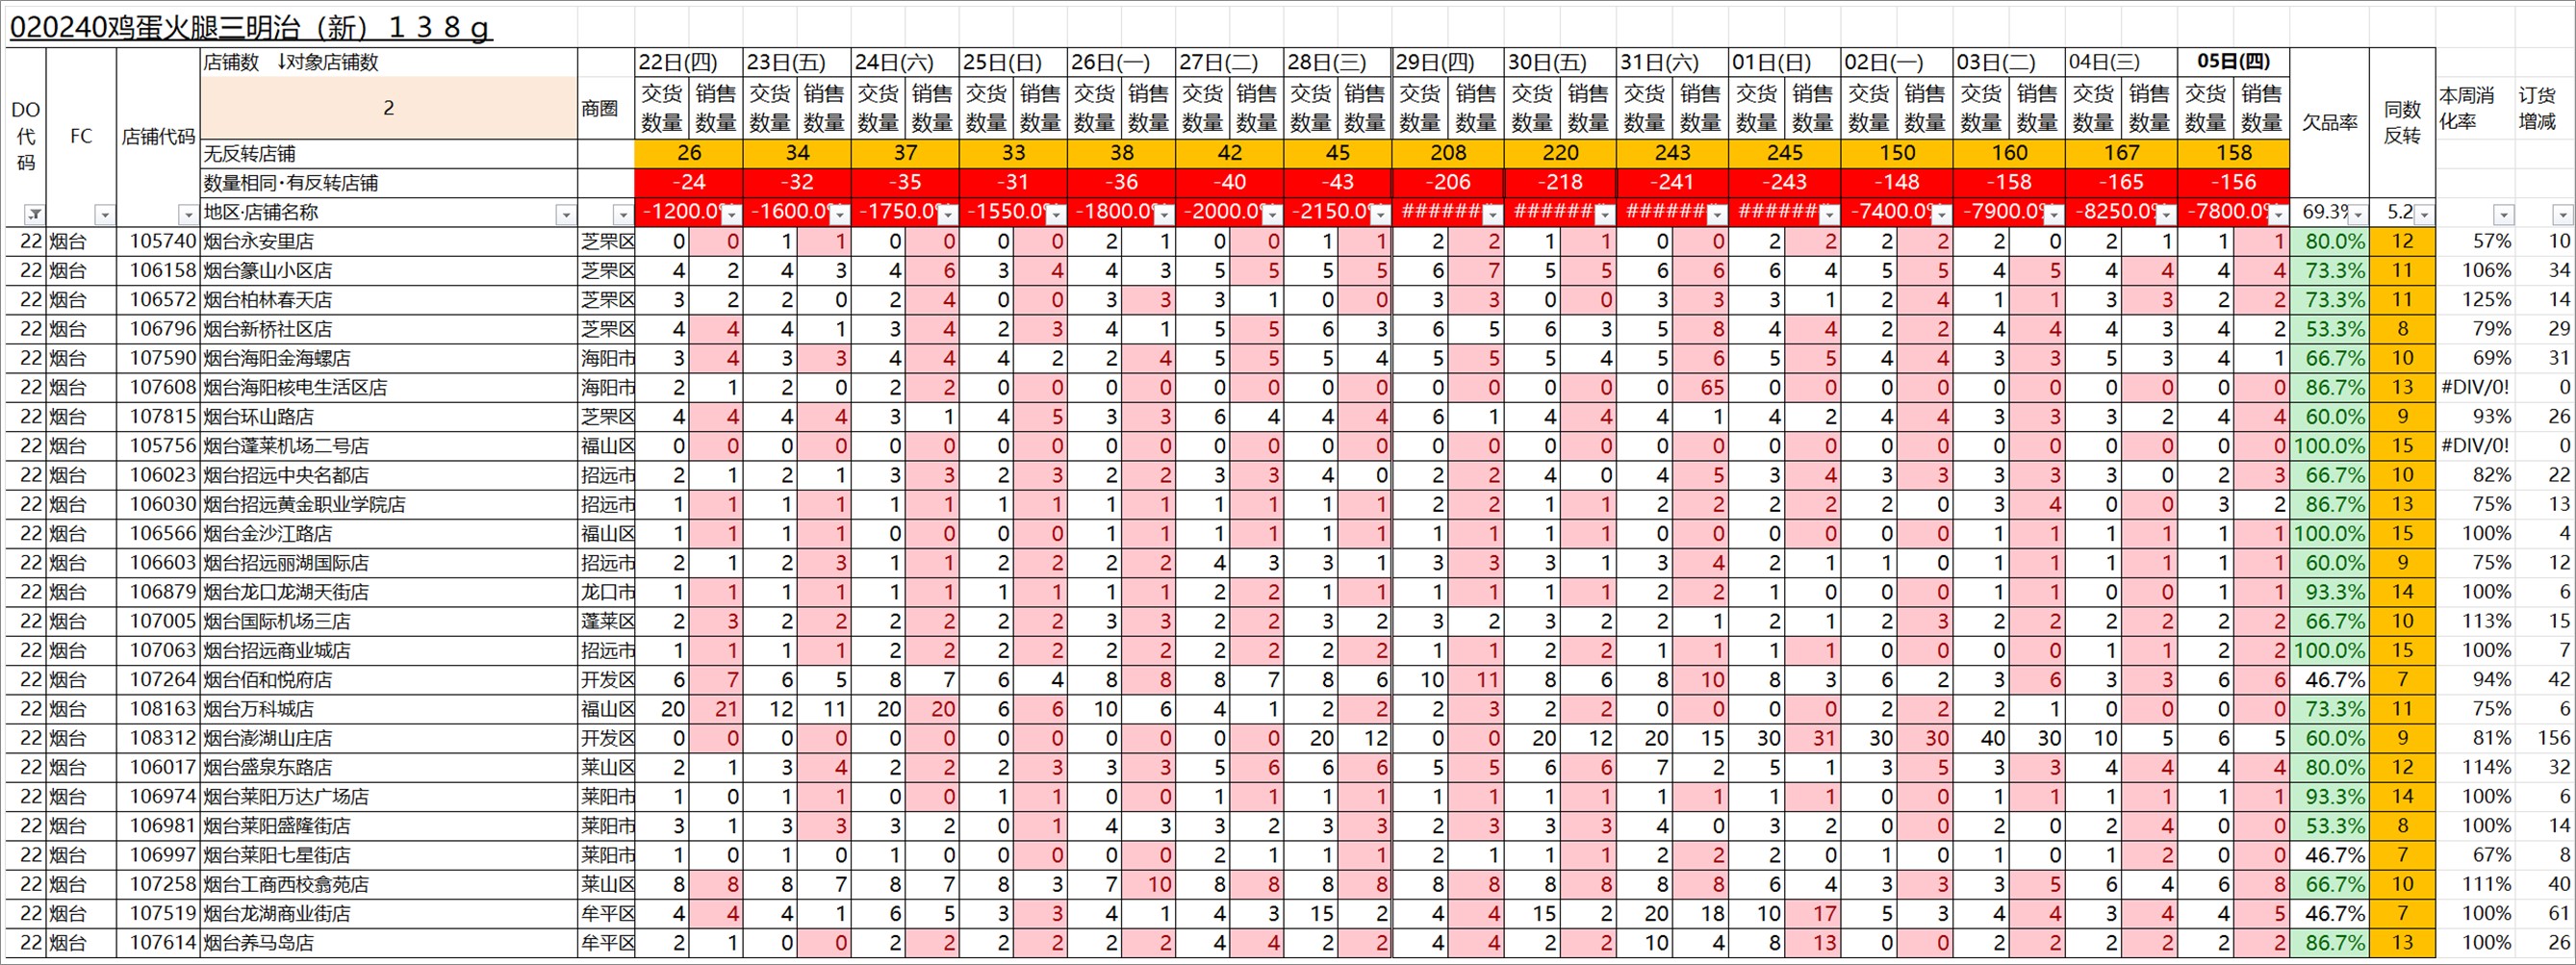 020240鸡蛋火腿三明治（新）１３８ｇ
DO代码 FC 店铺代码 店铺数 ↓对象店铺数 商圈 22日(四) 23日(五) 24日(六) 25日(日) 26日(一) 27日(二) 28日(三) 29日(四) 30日(五) 31日(六) 01日(日) 02日(一) 03日(二) 04日(三) 05日(四) 欠品率 同数反转 本周消化率 订货增减
2 交货数量 销售数量 交货数量 销售数量 交货数量 销售数量 交货数量 销售数量 交货数量 销售数量 交货数量 销售数量 交货数量 销售数量 交货数量 销售数量 交货数量 销售数量 交货数量 销售数量 交货数量 销售数量 交货数量 销售数量 交货数量 销售数量 交货数量 销售数量 交货数量 销售数量
无反转店铺 26 34 37 33 38 42 45 208 220 243 245 150 160 167 158
数量相同·有反转店铺 -24 -32 -35 -31 -36 -40 -43 -206 -218 -241 -243 -148 -158 -165 -156
地区·店铺名称 -1200.0% -1600.0% -1750.0% -1550.0% -1800.0% -2000.0% -2150.0% ####### ####### ####### ####### -7400.0% -7900.0% -8250.0% -7800.0% 69.3% 5.2
22 烟台 105740 烟台永安里店 芝罘区 0 0 1 1 0 0 0 0 2 1 0 0 1 1 2 2 1 1 0 0 2 2 2 2 2 0 2 1 1 1 80.0% 12 57% 10
22 烟台 106158 烟台篆山小区店 芝罘区 4 2 4 3 4 6 3 4 4 3 5 5 5 5 6 7 5 5 6 6 6 4 5 5 4 5 4 4 4 4 73.3% 11 106% 34
22 烟台 106572 烟台柏林春天店 芝罘区 3 2 2 0 2 4 0 0 3 3 3 1 0 0 3 3 0 0 3 3 3 1 2 4 1 1 3 3 2 2 73.3% 11 125% 14
22 烟台 106796 烟台新桥社区店 芝罘区 4 4 4 1 3 4 2 3 4 1 5 5 6 3 6 5 6 3 5 8 4 4 2 2 4 4 4 3 4 2 53.3% 8 79% 29
22 烟台 107590 烟台海阳金海螺店 海阳市 3 4 3 3 4 4 4 2 2 4 5 5 5 4 5 5 5 4 5 6 5 5 4 4 3 3 5 3 4 1 66.7% 10 69% 31
22 烟台 107608 烟台海阳核电生活区店 海阳市 2 1 2 0 2 2 0 0 0 0 0 0 0 0 0 0 0 0 0 65 0 0 0 0 0 0 0 0 0 0 86.7% 13 #DIV/0! 0
22 烟台 107815 烟台环山路店 芝罘区 4 4 4 4 3 1 4 5 3 3 6 4 4 4 6 1 4 4 4 1 4 2 4 4 3 3 3 2 4 4 60.0% 9 93% 26
22 烟台 105756 烟台蓬莱机场二号店 福山区 0 0 0 0 0 0 0 0 0 0 0 0 0 0 0 0 0 0 0 0 0 0 0 0 0 0 0 0 0 0 100.0% 15 #DIV/0! 0
22 烟台 106023 烟台招远中央名都店 招远市 2 1 2 1 3 3 2 3 2 2 3 3 4 0 2 2 4 0 4 5 3 4 3 3 3 3 3 0 2 3 66.7% 10 82% 22
22 烟台 106030 烟台招远黄金职业学院店 招远市 1 1 1 1 1 1 1 1 1 1 1 1 1 1 2 2 1 1 2 2 2 2 2 0 3 4 0 0 3 2 86.7% 13 75% 13
22 烟台 106566 烟台金沙江路店 福山区 1 1 1 1 0 0 0 0 1 1 1 1 1 1 1 1 1 1 0 0 0 0 0 0 1 1 1 1 1 1 100.0% 15 100% 4
22 烟台 106603 烟台招远丽湖国际店 招远市 2 1 2 3 1 1 2 2 2 2 4 3 3 1 3 3 3 1 3 4 2 1 1 0 1 1 1 1 1 1 60.0% 9 75% 12
22 烟台 106879 烟台龙口龙湖天街店 龙口市 1 1 1 1 1 1 1 1 1 1 2 2 1 1 1 1 1 1 2 2 1 0 0 0 1 1 0 0 1 1 93.3% 14 100% 6
22 烟台 107005 烟台国际机场三店 蓬莱区 2 3 2 2 2 2 2 2 3 3 2 2 3 2 3 2 3 2 2 1 2 1 2 3 2 2 2 2 2 2 66.7% 10 113% 15
22 烟台 107063 烟台招远商业城店 招远市 1 1 1 1 2 2 2 2 2 2 2 2 2 2 1 1 2 2 1 1 1 1 0 0 0 0 1 1 2 2 100.0% 15 100% 7
22 烟台 107264 烟台佰和悦府店 开发区 6 7 6 5 8 7 6 4 8 8 8 7 8 6 10 11 8 6 8 10 8 3 6 2 3 6 3 3 6 6 46.7% 7 94% 42
22 烟台 108163 烟台万科城店 福山区 20 21 12 11 20 20 6 6 10 6 4 1 2 2 2 3 2 2 0 0 0 0 2 2 2 1 0 0 0 0 73.3% 11 75% 6
22 烟台 108312 烟台澎湖山庄店 开发区 0 0 0 0 0 0 0 0 0 0 0 0 20 12 0 0 20 12 20 15 30 31 30 30 40 30 10 5 6 5 60.0% 9 81% 156
22 烟台 106017 烟台盛泉东路店 莱山区 2 1 3 4 2 2 2 3 3 3 5 6 6 6 5 5 6 6 7 2 5 1 3 5 3 3 4 4 4 4 80.0% 12 114% 32
22 烟台 106974 烟台莱阳万达广场店 莱阳市 1 0 1 1 0 0 1 1 0 0 1 1 1 1 1 1 1 1 1 1 1 1 0 0 1 1 1 1 1 1 93.3% 14 100% 6
22 烟台 106981 烟台莱阳盛隆街店 莱阳市 3 1 3 3 3 2 0 1 4 3 3 2 3 3 2 3 3 3 4 0 3 2 0 0 2 0 2 4 0 0 53.3% 8 100% 14
22 烟台 106997 烟台莱阳七星街店 莱阳市 1 0 1 0 1 0 0 0 0 0 2 1 1 1 2 1 1 1 2 2 2 0 1 0 1 0 1 2 0 0 46.7% 7 67% 8
22 烟台 107258 烟台工商西校翕苑店 莱山区 8 8 8 7 8 7 8 3 7 10 8 8 8 8 8 8 8 8 8 8 6 4 3 3 3 5 6 4 6 8 66.7% 10 111% 40
22 烟台 107519 烟台龙湖商业街店 牟平区 4 4 4 1 6 5 3 3 4 1 4 3 15 2 4 4 15 2 20 18 10 17 5 3 4 4 3 4 4 5 46.7% 7 100% 61
22 烟台 107614 烟台养马岛店 牟平区 2 1 0 0 2 2 2 2 2 2 4 4 2 2 4 4 2 2 10 4 8 13 0 0 2 2 2 2 2 2 86.7% 13 100% 26